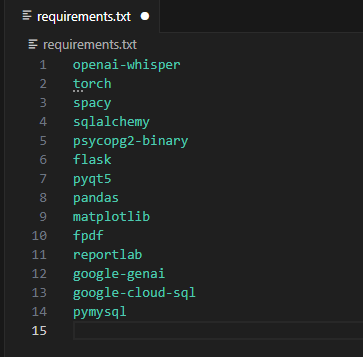 requirements.txt
requirements.txt
1 openai-whisper
2 torch
3 spacy
4 sqlalchemy
5 psycopg2-binary
6 flask
7 pyqt5
8 pandas
9 matplotlib
10 fpdf
11 reportlab
12 google-genai
13 google-cloud-sql
14 pymysql
15